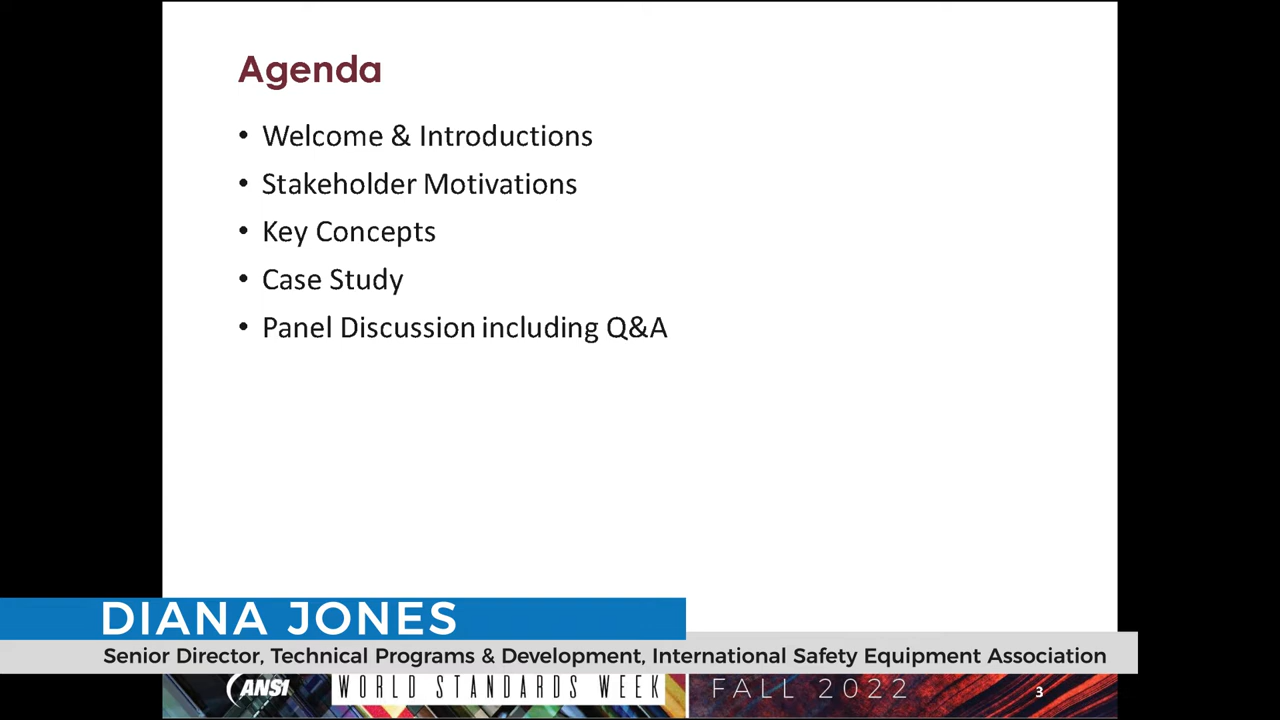 Agenda
• Welcome & Introductions
• Stakeholder Motivations
• Key Concepts
• Case Study
• Panel Discussion including Q&A
DIANA JONES
Senior Director, Technical Programs & Development, International Safety Equipment Association
ANSI WORLD STANDARDS WEEK FALL 2022 3